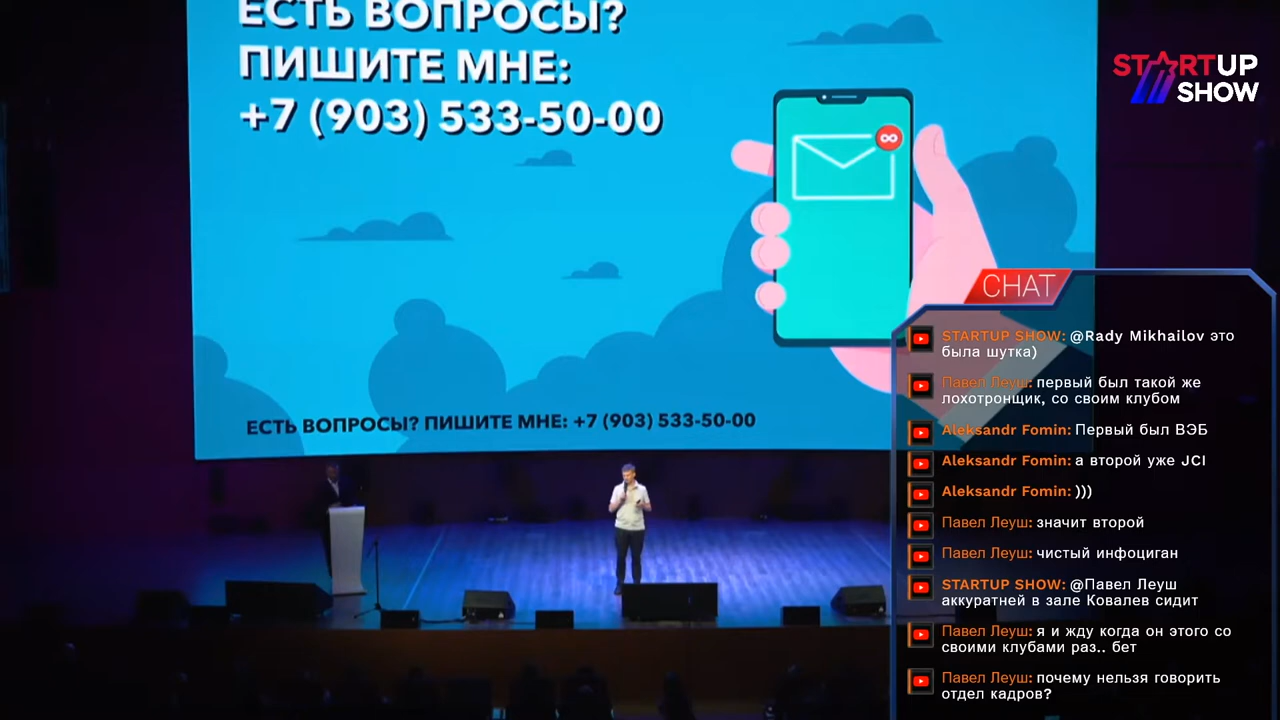 ЕСТЬ ВОПРОСЫ?
ПИШИТЕ МНЕ:
+7 (903) 533-50-00
ЕСТЬ ВОПРОСЫ? ПИШИТЕ МНЕ: +7 (903) 533-50-00
STARTUP
SHOW
CHAT
STARTUP SHOW: @Rady Mikhailov это
была шутка)
Павел Леуш: первый был такой же
лохотронщик, со своим клубом
Aleksandr Fomin: Первый был ВЭБ
Aleksandr Fomin: а второй уже JCI
Aleksandr Fomin: )))
Павел Леуш: значит второй
Павел Леуш: чистый инфоциган
STARTUP SHOW: @Павел Леуш
аккуратней в зале Ковалев сидит
Павел Леуш: я и жду когда он этого со
своими клубами раз.. бет
Павел Леуш: почему нельзя говорить
отдел кадров?